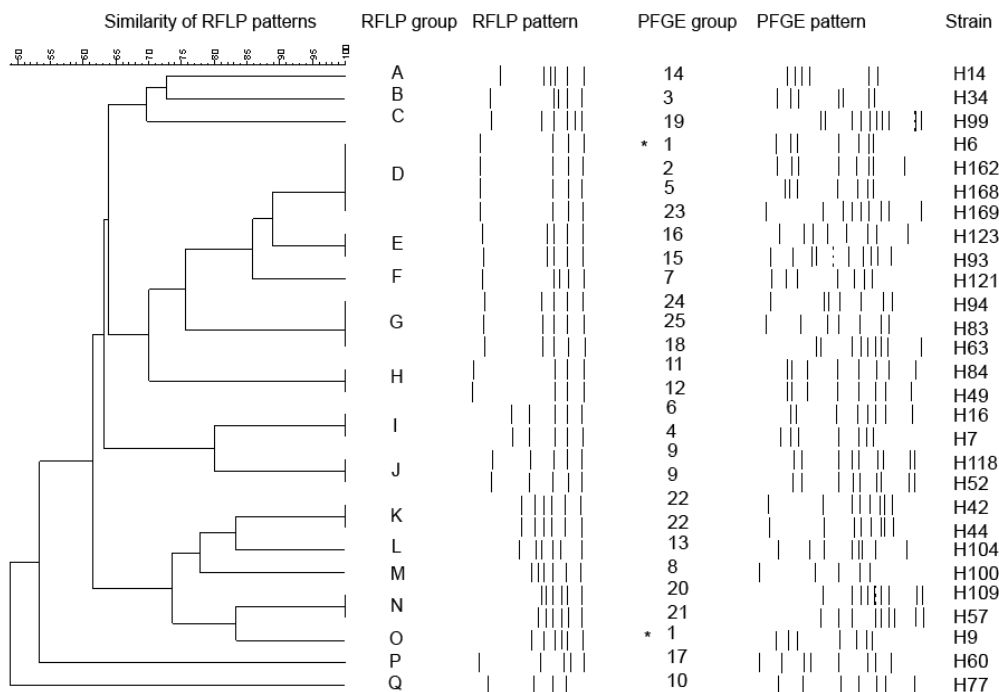 Similarity of RFLP patterns RFLP group RFLP pattern PFGE group PFGE pattern Strain
60 60 65 70 75 80 85 90 95 100
A 14 H14
B 3 H34
C 19 H99
* 1 H6
D 2 H162
5 H168
23 H169
E 16 H123
15 H93
F 7 H121
24 H94
G 25 H83
18 H63
H 11 H84
12 H49
I 6 H16
4 H7
J 9 H118
9 H52
K 22 H42
22 H44
L 13 H104
M 8 H100
N 20 H109
21 H57
O * 1 H9
P 17 H60
Q 10 H77